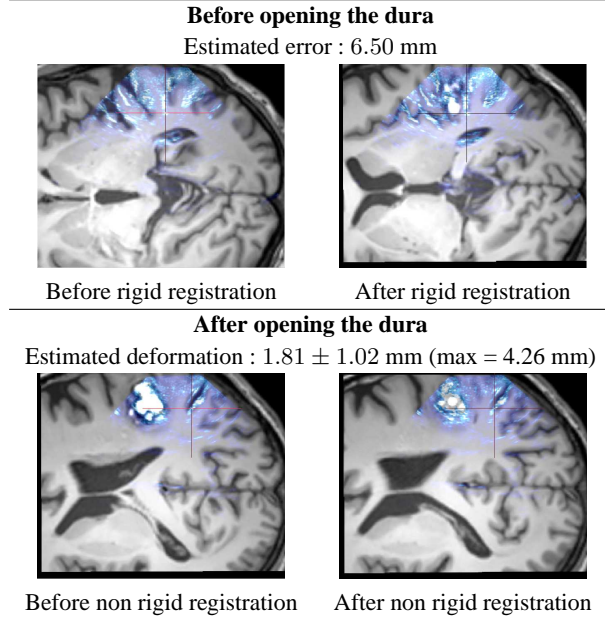 Before opening the dura
Estimated error : 6.50 mm
Before rigid registration After rigid registration
After opening the dura
Estimated deformation : 1.81 ± 1.02 mm (max = 4.26 mm)
Before non rigid registration After non rigid registration